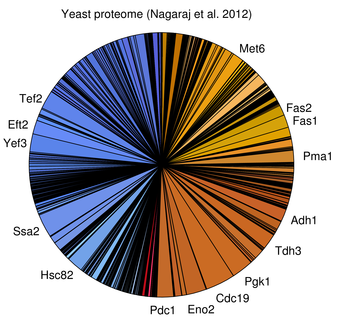 Yeast proteome (Nagaraj et al. 2012)
Met6
Tef2
Fas2
Eft2
Fas1
Yef3
Pma1
Adh1
Ssa2
Tdh3
Hsc82
Pgk1
Cdc19
Eno2
Pdc1